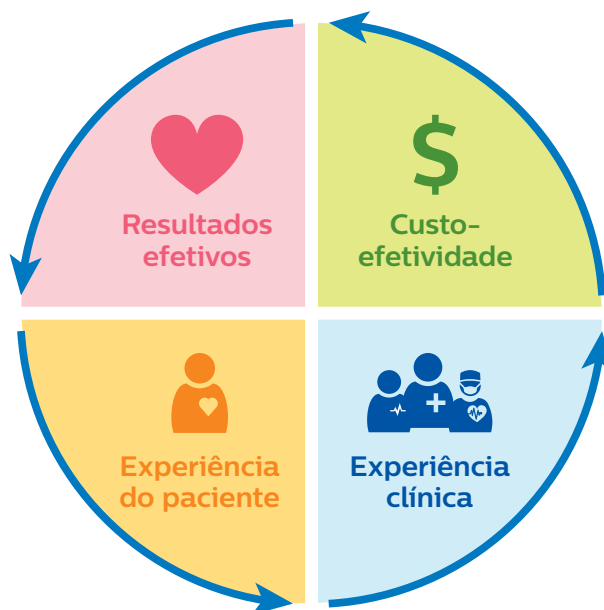 Resultados
efetivos
$
Custo-
efetividade
Experiência
do paciente
Experiência
clínica